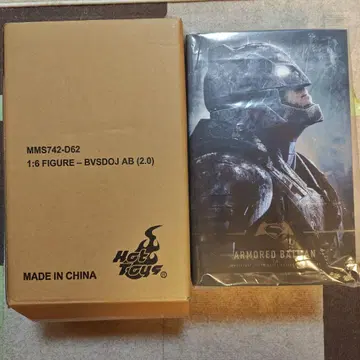 MMS742-D62
1:6 FIGURE – BVSDOJ AB (2.0)
Hot
Toys
MADE IN CHINA
ARMORED BATMAN